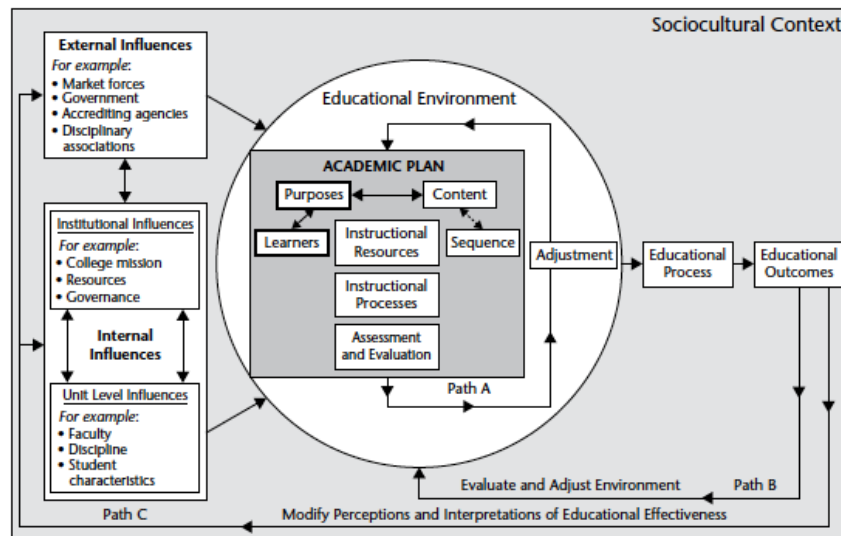 Sociocultural Context
External Influences
For example:
• Market forces
• Government
• Accrediting agencies
• Disciplinary
associations
Institutional Influences
For example:
• College mission
• Resources
• Governance
Internal
Influences
Unit Level Influences
For example:
• Faculty
• Discipline
• Student
characteristics
Educational Environment
ACADEMIC PLAN
Purposes
Content
Learners
Instructional
Resources
Sequence
Instructional
Processes
Assessment
and Evaluation
Adjustment
Path A
Educational
Process
Educational
Outcomes
Evaluate and Adjust Environment
Path B
Path C
Modify Perceptions and Interpretations of Educational Effectiveness